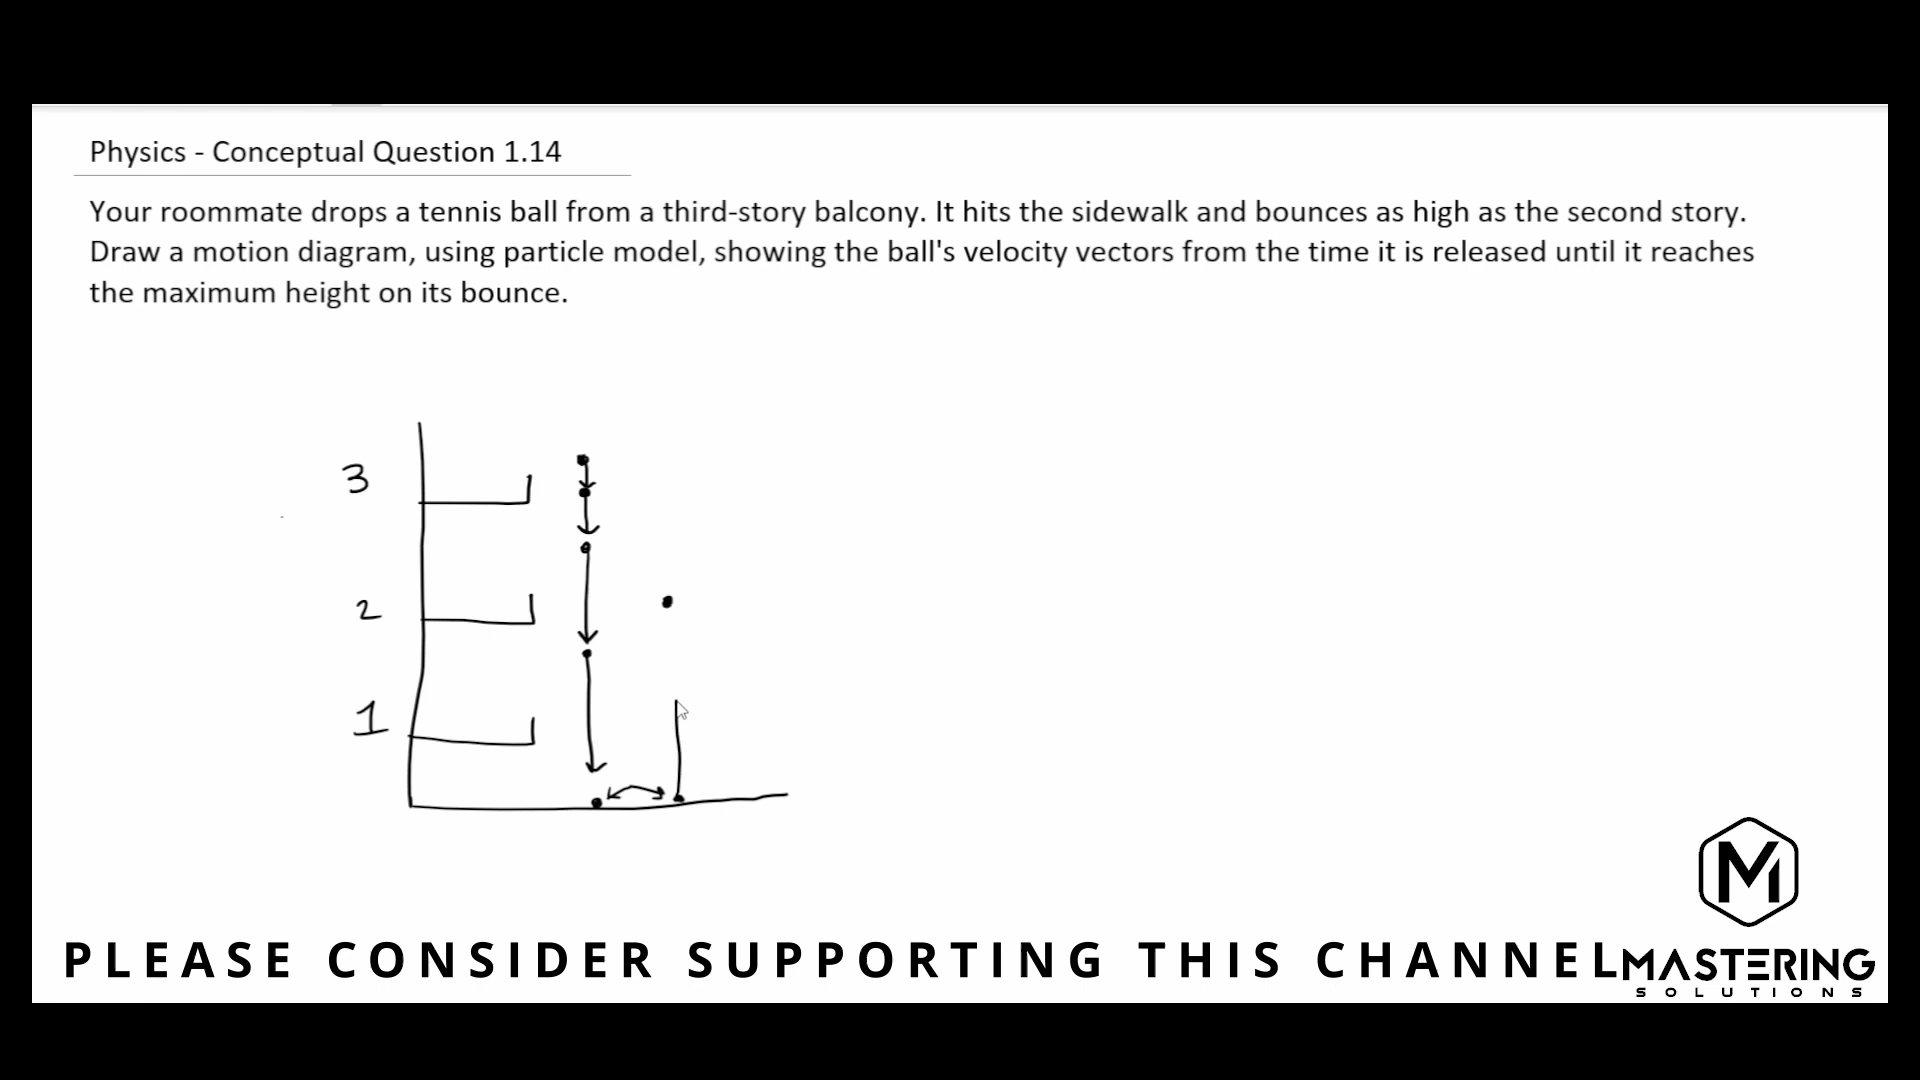 Physics - Conceptual Question 1.14
Your roommate drops a tennis ball from a third-story balcony. It hits the sidewalk and bounces as high as the second story.
Draw a motion diagram, using particle model, showing the ball's velocity vectors from the time it is released until it reaches
the maximum height on its bounce.
3
2
1
PLEASE CONSIDER SUPPORTING THIS CHANNEL
M
MASTERING
SOLUTIONS